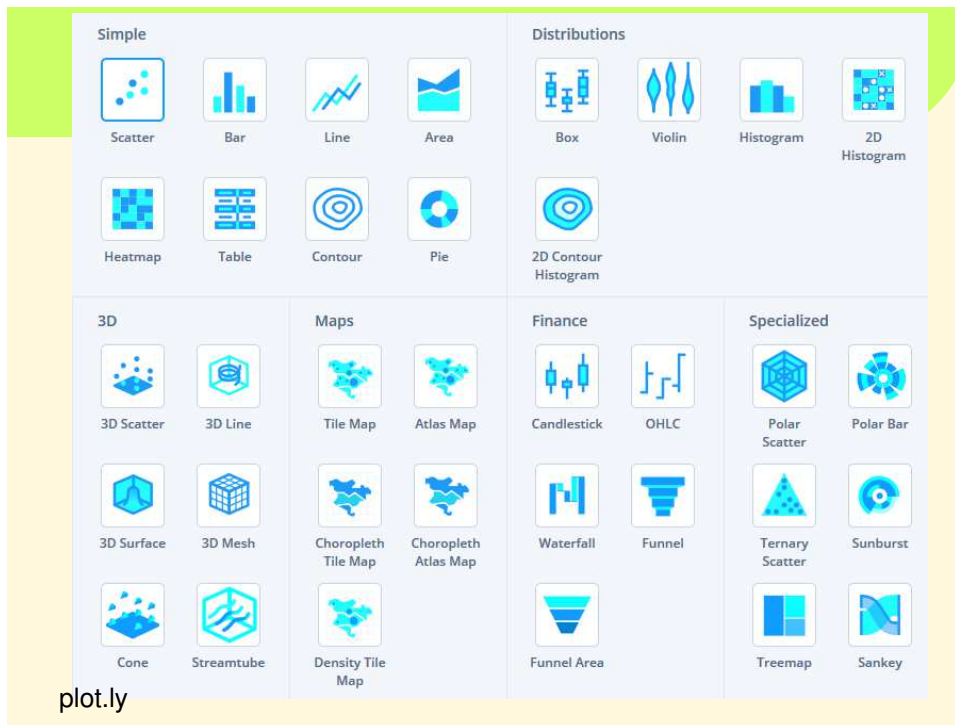 Simple
Scatter
Bar
Line
Area
Heatmap
Table
Contour
Pie
Distributions
Box
Violin
Histogram
2D
Histogram
2D Contour
Histogram
3D
3D Scatter
3D Line
3D Surface
3D Mesh
Cone
Streamtube
Maps
Tile Map
Atlas Map
Choropleth
Tile Map
Choropleth
Atlas Map
Density Tile
Map
Finance
Candlestick
OHLC
Waterfall
Funnel
Funnel Area
Specialized
Polar
Scatter
Polar Bar
Ternary
Scatter
Sunburst
Treemap
Sankey
plot.ly